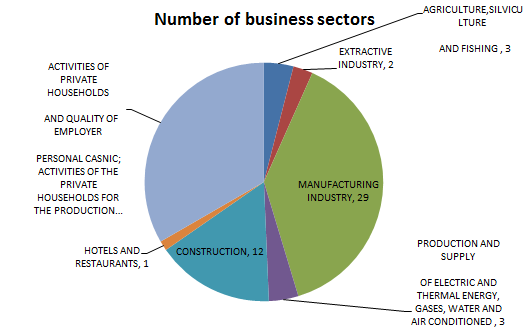 Number of business sectors
AGRICULTURE,SILVICU
LTURE
AND FISHING , 3
EXTRACTIVE
INDUSTRY, 2
MANUFACTURING
INDUSTRY, 29
PRODUCTION AND
SUPPLY
OF ELECTRIC AND
THERMAL ENERGY,
GASES, WATER AND
AIR CONDITIONED , 3
CONSTRUCTION, 12
HOTELS AND
RESTAURANTS, 1
ACTIVITIES OF
PRIVATE
HOUSEHOLDS
AND QUALITY OF
EMPLOYER
PERSONAL CASNIC;
ACTIVITIES OF THE
PRIVATE
HOUSEHOLDS FOR
THE PRODUCTION...